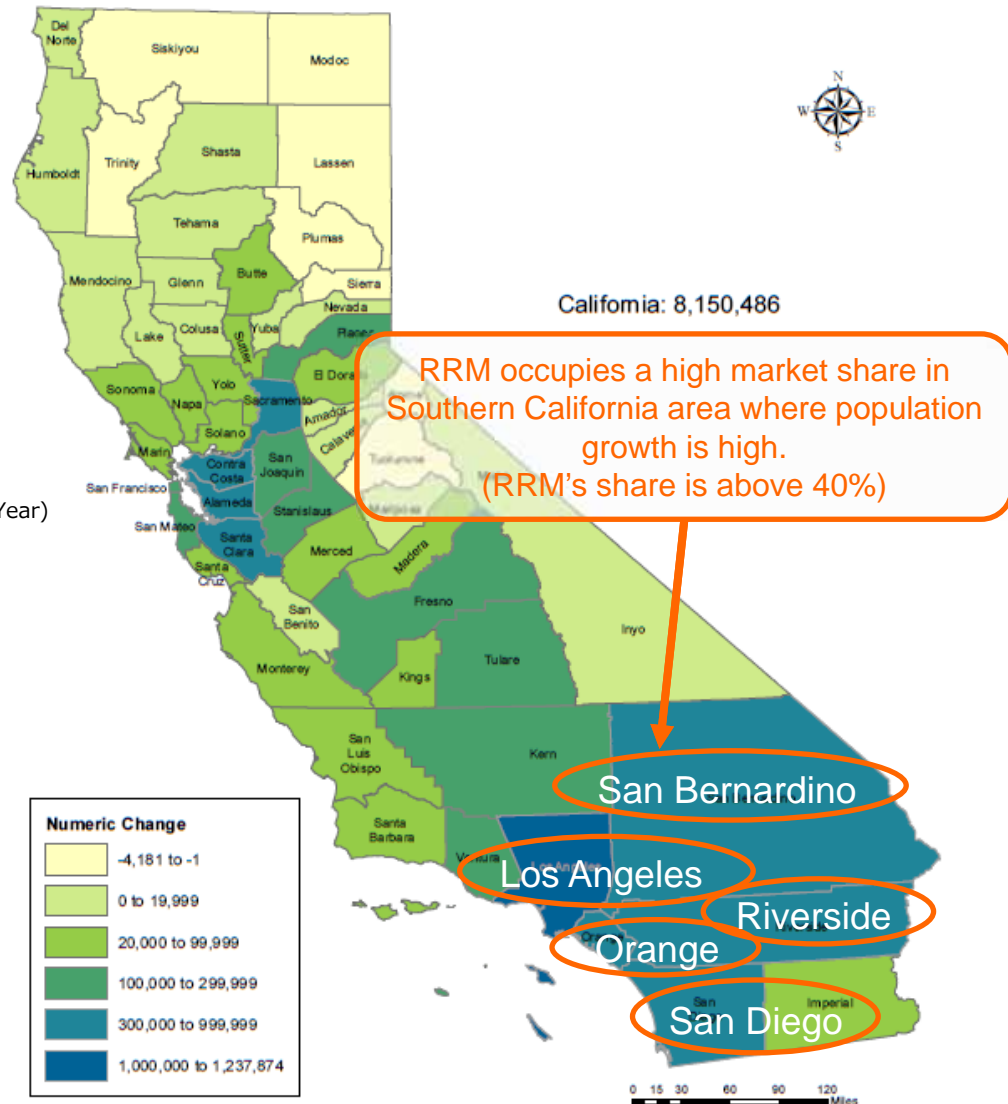 Del
Norte
Siskiyou
Modoc
N
W
E
S
Humboldt
Trinity
Shasta
Lassen
Tehama
Plumas
Mendocino
Glenn
Butte
Sierra
Nevada
California: 8,150,486
Lake
Colusa
Sutter
Yuba
RRM occupies a high market share in
Southern California area where population
growth is high.
(RRM's share is above 40%)
Sonoma
Napa
Yolo
Sacramento
Solano
Amador
Marin
Contra
Costa
San
Joaquin
San Francisco
Alameda
Stanislaus
Mariposa
Year)
San Mateo
Santa
Clara
Merced
Madera
Santa
Cruz
San
Benito
Fresno
Inyo
Monterey
Kings
Tulare
San
Luis
Obispo
Kern
San Bernardino
Santa
Barbara
Ventura
Los Angeles
Los Angeles
Riverside
Orange
San Diego
Imperial
Numeric Change
-4,181 to -1
0 to 19,999
20,000 to 99,999
100,000 to 299,999
300,000 to 999,999
1,000,000 to 1,237,874
0 15 30 60 90 120
Miles